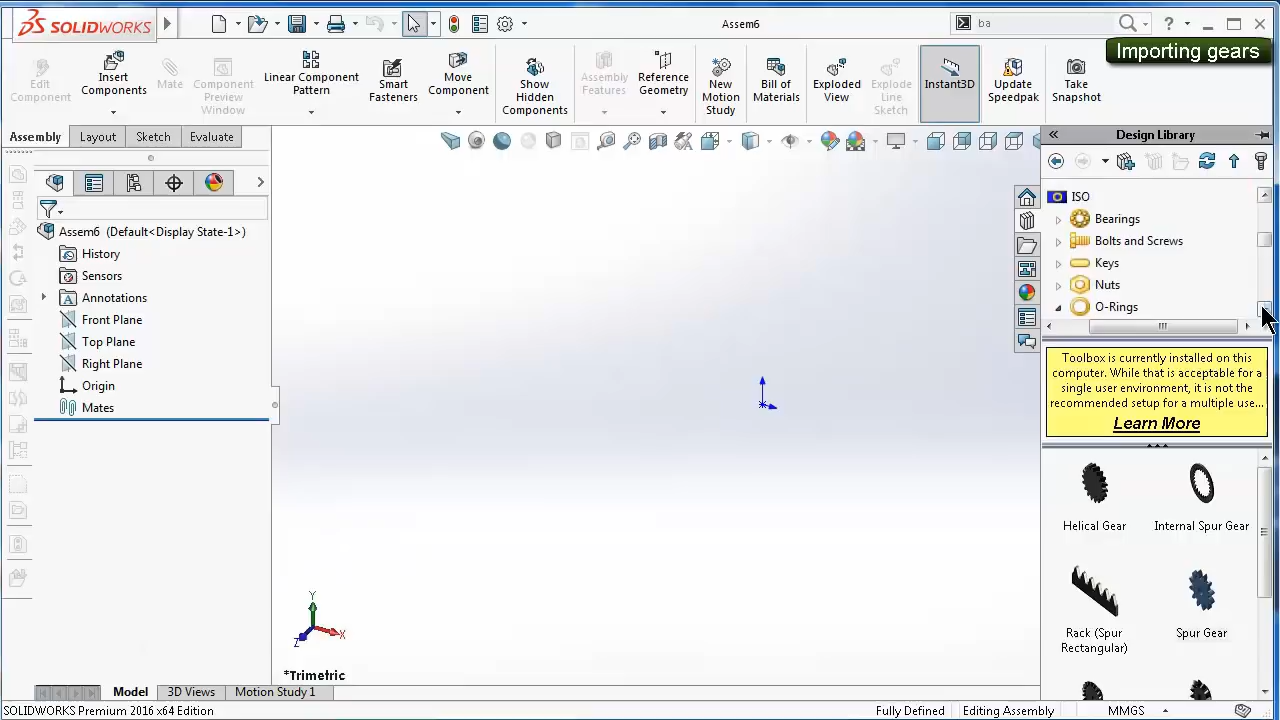 SOLIDWORKS
Assem6
ba
Importing gears
Edit Component
Insert Components
Mate
Component Preview Window
Linear Component Pattern
Smart Fasteners
Move Component
Show Hidden Components
Assembly Features
Reference Geometry
New Motion Study
Bill of Materials
Exploded View
Explode Line Sketch
Instant3D
Update Speedpak
Take Snapshot
Assembly Layout Sketch Evaluate
Design Library
Assem6 (Default<Display State-1>)
History
Sensors
Annotations
Front Plane
Top Plane
Right Plane
Origin
Mates
ISO
Bearings
Bolts and Screws
Keys
Nuts
O-Rings
Toolbox is currently installed on this
computer. While that is acceptable for a
single user environment, it is not the
recommended setup for a multiple use...
Learn More
Helical Gear
Internal Spur Gear
Rack (Spur
Rectangular)
Spur Gear
Y
X
Z
*Trimetric
Model 3D Views Motion Study 1
SOLIDWORKS Premium 2016 x64 Edition
Fully Defined Editing Assembly MMGS